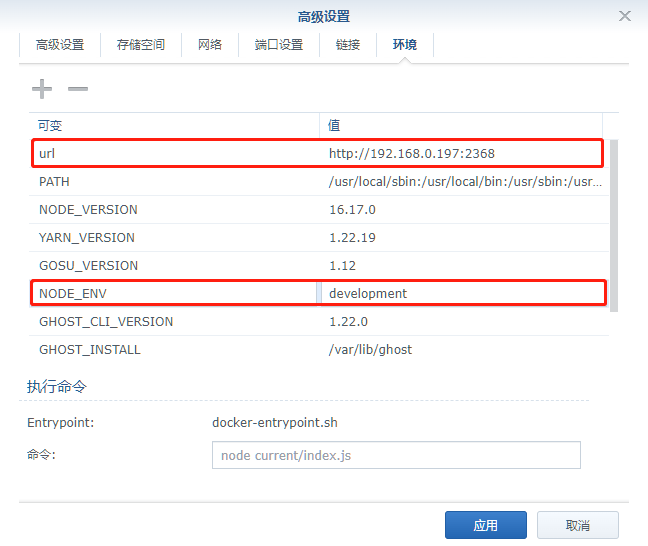 高级设置
高级设置 存储空间 网络 端口设置 链接 环境
可变 值
url http://192.168.0.197:2368
PATH /usr/local/sbin:/usr/local/bin:/usr/sbin:/usr...
NODE_VERSION 16.17.0
YARN_VERSION 1.22.19
GOSU_VERSION 1.12
NODE_ENV development
GHOST_CLI_VERSION 1.22.0
GHOST_INSTALL /var/lib/ghost
执行命令
Entrypoint: docker-entrypoint.sh
命令: node current/index.js
应用 取消